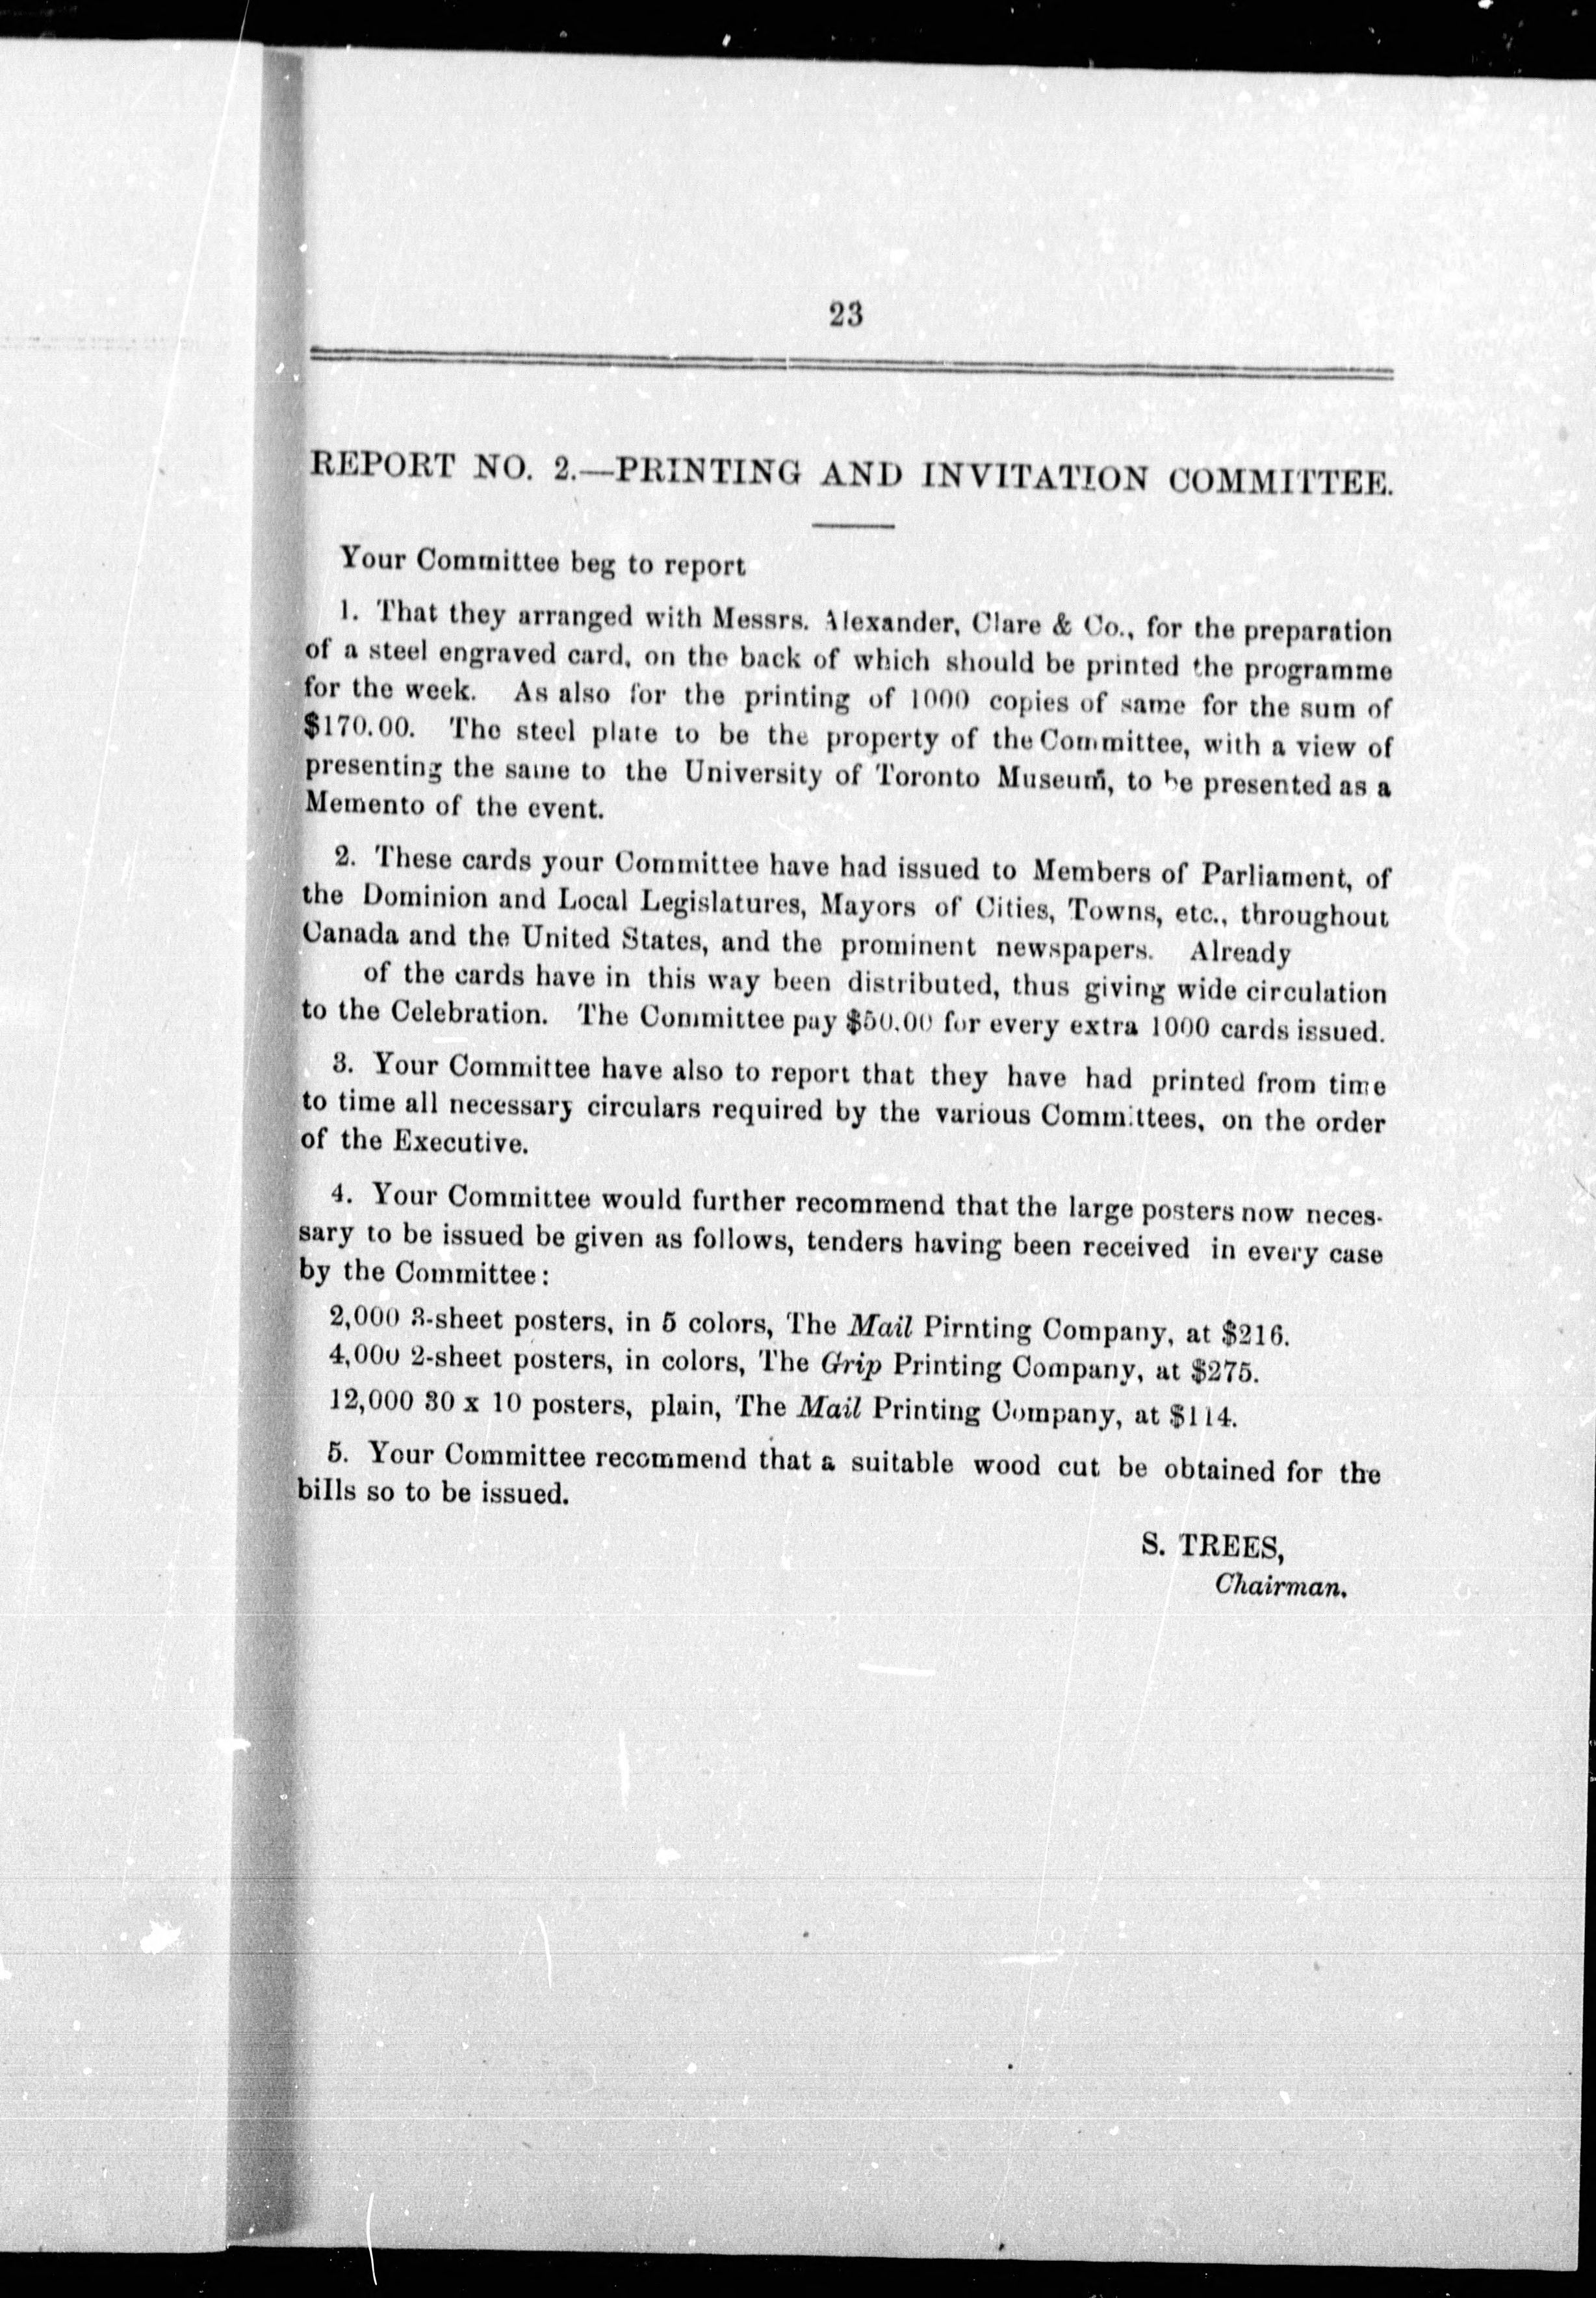 23
REPORT NO. 2.—PRINTING AND INVITATION COMMITTEE.
Your Committee beg to report
1. That they arranged with Messrs. Alexander, Clare & Co., for the preparation
of a steel engraved card, on the back of which should be printed the programme
for the week. As also for the printing of 1000 copies of same for the sum of
$170.00. The steel plate to be the property of the Committee, with a view of
presenting the same to the University of Toronto Museum, to be presented as a
Memento of the event.
2. These cards your Committee have had issued to Members of Parliament, of
the Dominion and Local Legislatures, Mayors of Cities, Towns, etc., throughout
Canada and the United States, and the prominent newspapers. Already
of the cards have in this way been distributed, thus giving wide circulation
to the Celebration. The Committee pay $50.00 for every extra 1000 cards issued.
3. Your Committee have also to report that they have had printed from time
to time all necessary circulars required by the various Committees, on the order
of the Executive.
4. Your Committee would further recommend that the large posters now neces-
sary to be issued be given as follows, tenders having been received in every case
by the Committee:
2,000 3-sheet posters, in 5 colors, The Mail Pirnting Company, at $216.
4,000 2-sheet posters, in colors, The Grip Printing Company, at $275.
12,000 30 x 10 posters, plain, The Mail Printing Company, at $114.
5. Your Committee recommend that a suitable wood cut be obtained for the
bills so to be issued.
S. TREES,
Chairman.